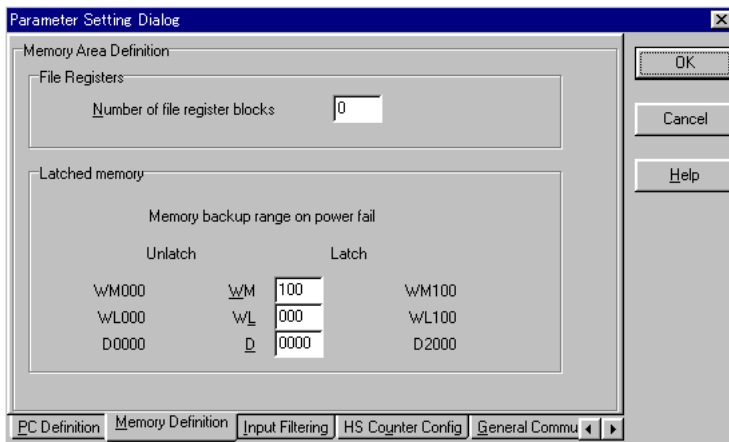 Parameter Setting Dialog
Memory Area Definition
File Registers
Number of file register blocks 0
Latched memory
Memory backup range on power fail
Unlatch Latch
WM000 WM 100 WM100
WL000 WL 000 WL100
D0000 D 0000 D2000
OK
Cancel
Help
PC Definition Memory Definition Input Filtering HS Counter Config General Commu